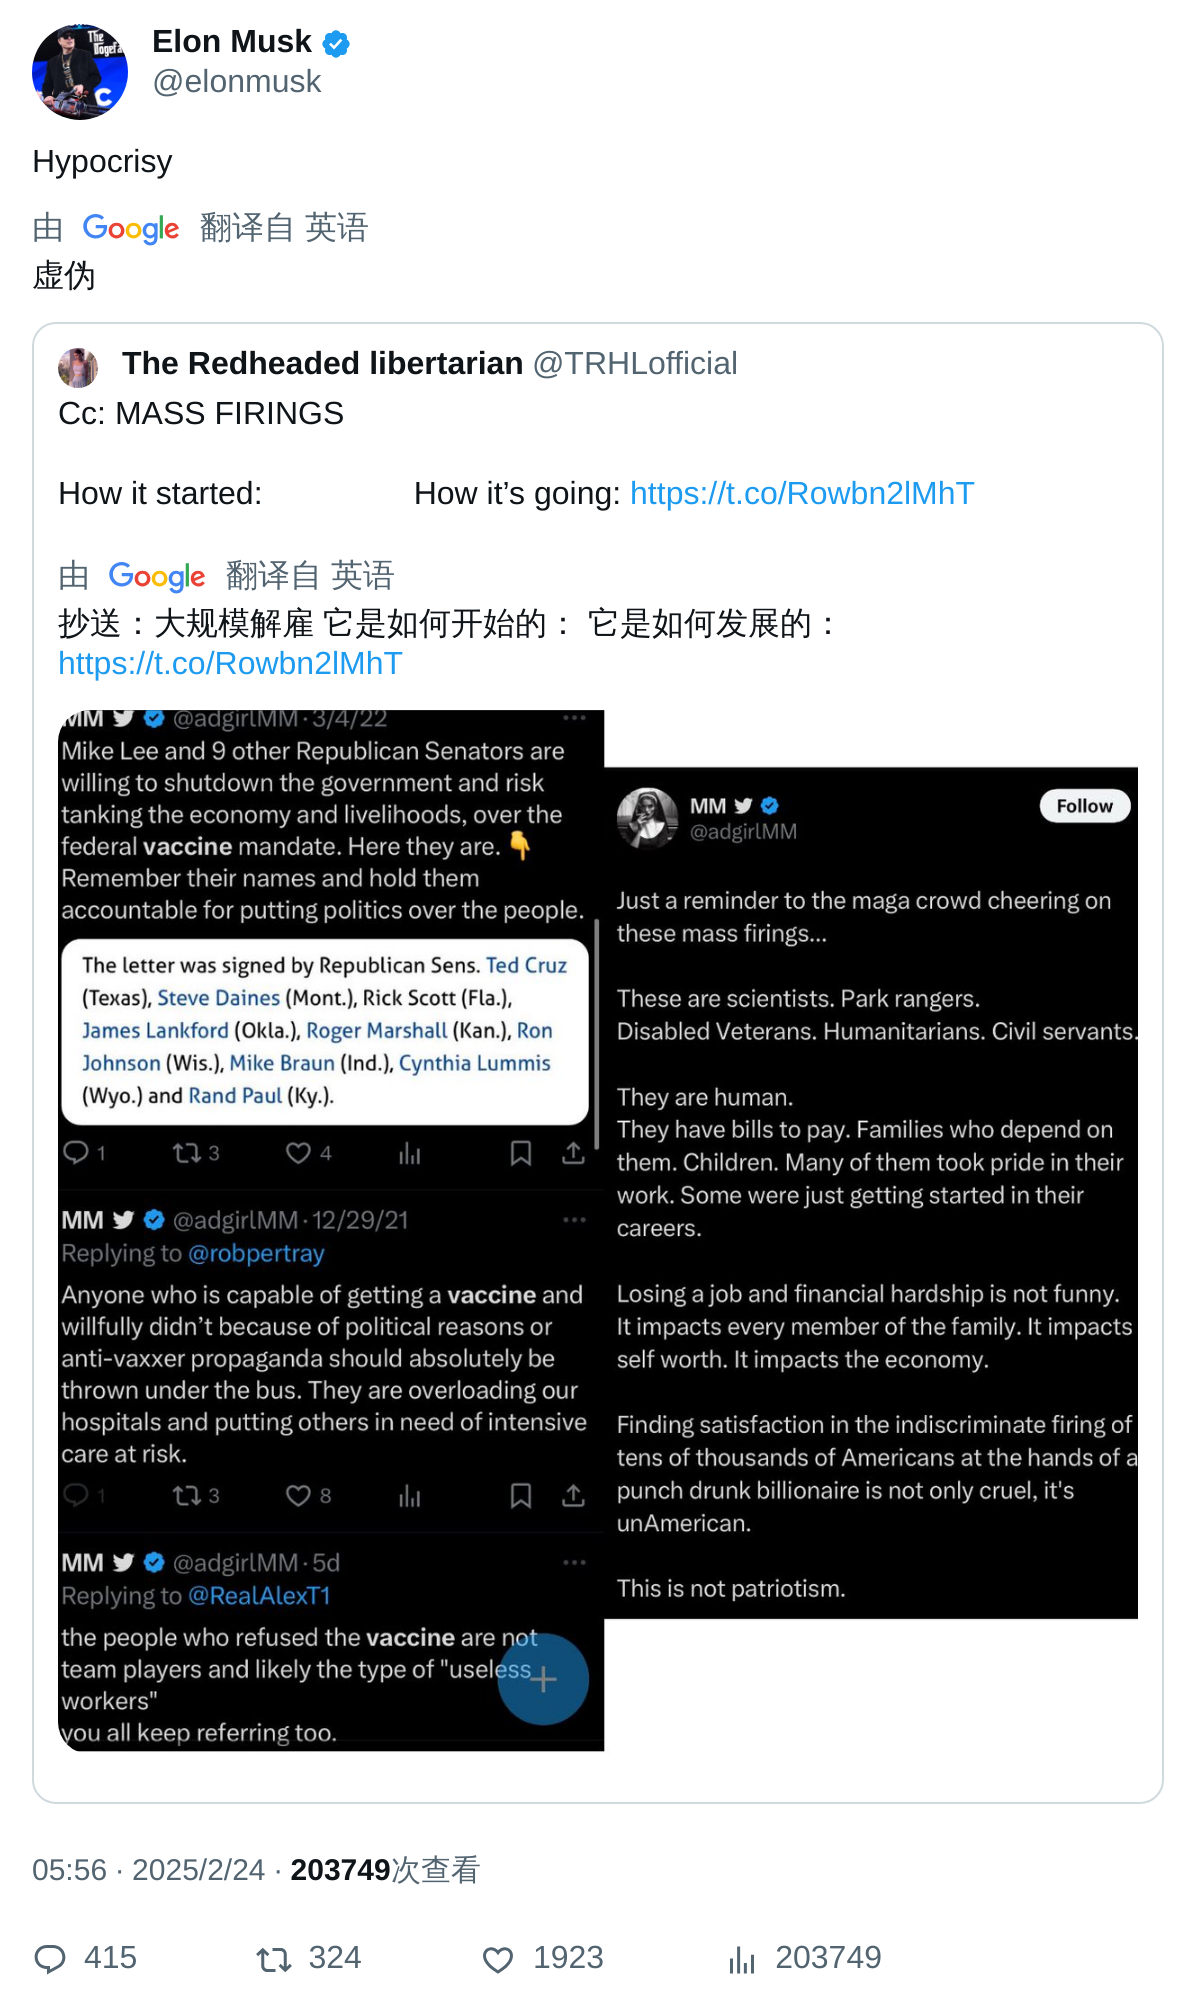 The
Dogefa
Elon Musk
@elonmusk
Hypocrisy
由 Google 翻译自 英语
虚伪
The Redheaded libertarian @TRHLofficial
Cc: MASS FIRINGS
How it started: How it’s going: https://t.co/Rowbn2lMhT
由 Google 翻译自 英语
抄送：大规模解雇 它是如何开始的： 它是如何发展的：
https://t.co/Rowbn2lMhT
MM @adgirlMM · 3/4/22
Mike Lee and 9 other Republican Senators are
willing to shutdown the government and risk
tanking the economy and livelihoods, over the
federal vaccine mandate. Here they are. 👇
Remember their names and hold them
accountable for putting politics over the people.
The letter was signed by Republican Sens. Ted Cruz
(Texas), Steve Daines (Mont.), Rick Scott (Fla.),
James Lankford (Okla.), Roger Marshall (Kan.), Ron
Johnson (Wis.), Mike Braun (Ind.), Cynthia Lummis
(Wyo.) and Rand Paul (Ky.).
1 3 4
MM @adgirlMM · 12/29/21
Replying to @robpertray
Anyone who is capable of getting a vaccine and
willfully didn’t because of political reasons or
anti-vaxxer propaganda should absolutely be
thrown under the bus. They are overloading our
hospitals and putting others in need of intensive
care at risk.
1 3 8
MM @adgirlMM · 5d
Replying to @RealAlexT1
the people who refused the vaccine are not
team players and likely the type of "useless
workers"
you all keep referring too.
MM
@adgirlMM
Follow
Just a reminder to the maga crowd cheering on
these mass firings...
These are scientists. Park rangers.
Disabled Veterans. Humanitarians. Civil servants.
They are human.
They have bills to pay. Families who depend on
them. Children. Many of them took pride in their
work. Some were just getting started in their
careers.
Losing a job and financial hardship is not funny.
It impacts every member of the family. It impacts
self worth. It impacts the economy.
Finding satisfaction in the indiscriminate firing of
tens of thousands of Americans at the hands of a
punch drunk billionaire is not only cruel, it's
unAmerican.
This is not patriotism.
05:56 · 2025/2/24 · 203749次查看
415 324 1923 203749